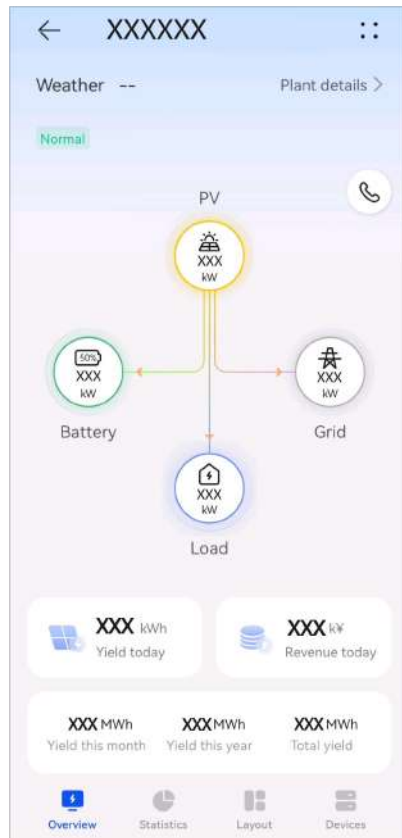 XXXXXX
Weather --
Plant details >
Normal
PV
XXX
kW
50%
XXX
kW
Battery
XXX
kW
Grid
XXX
kW
Load
XXX kWh
Yield today
XXX k¥
Revenue today
XXX MWh
Yield this month
XXX MWh
Yield this year
XXX MWh
Total yield
Overview
Statistics
Layout
Devices